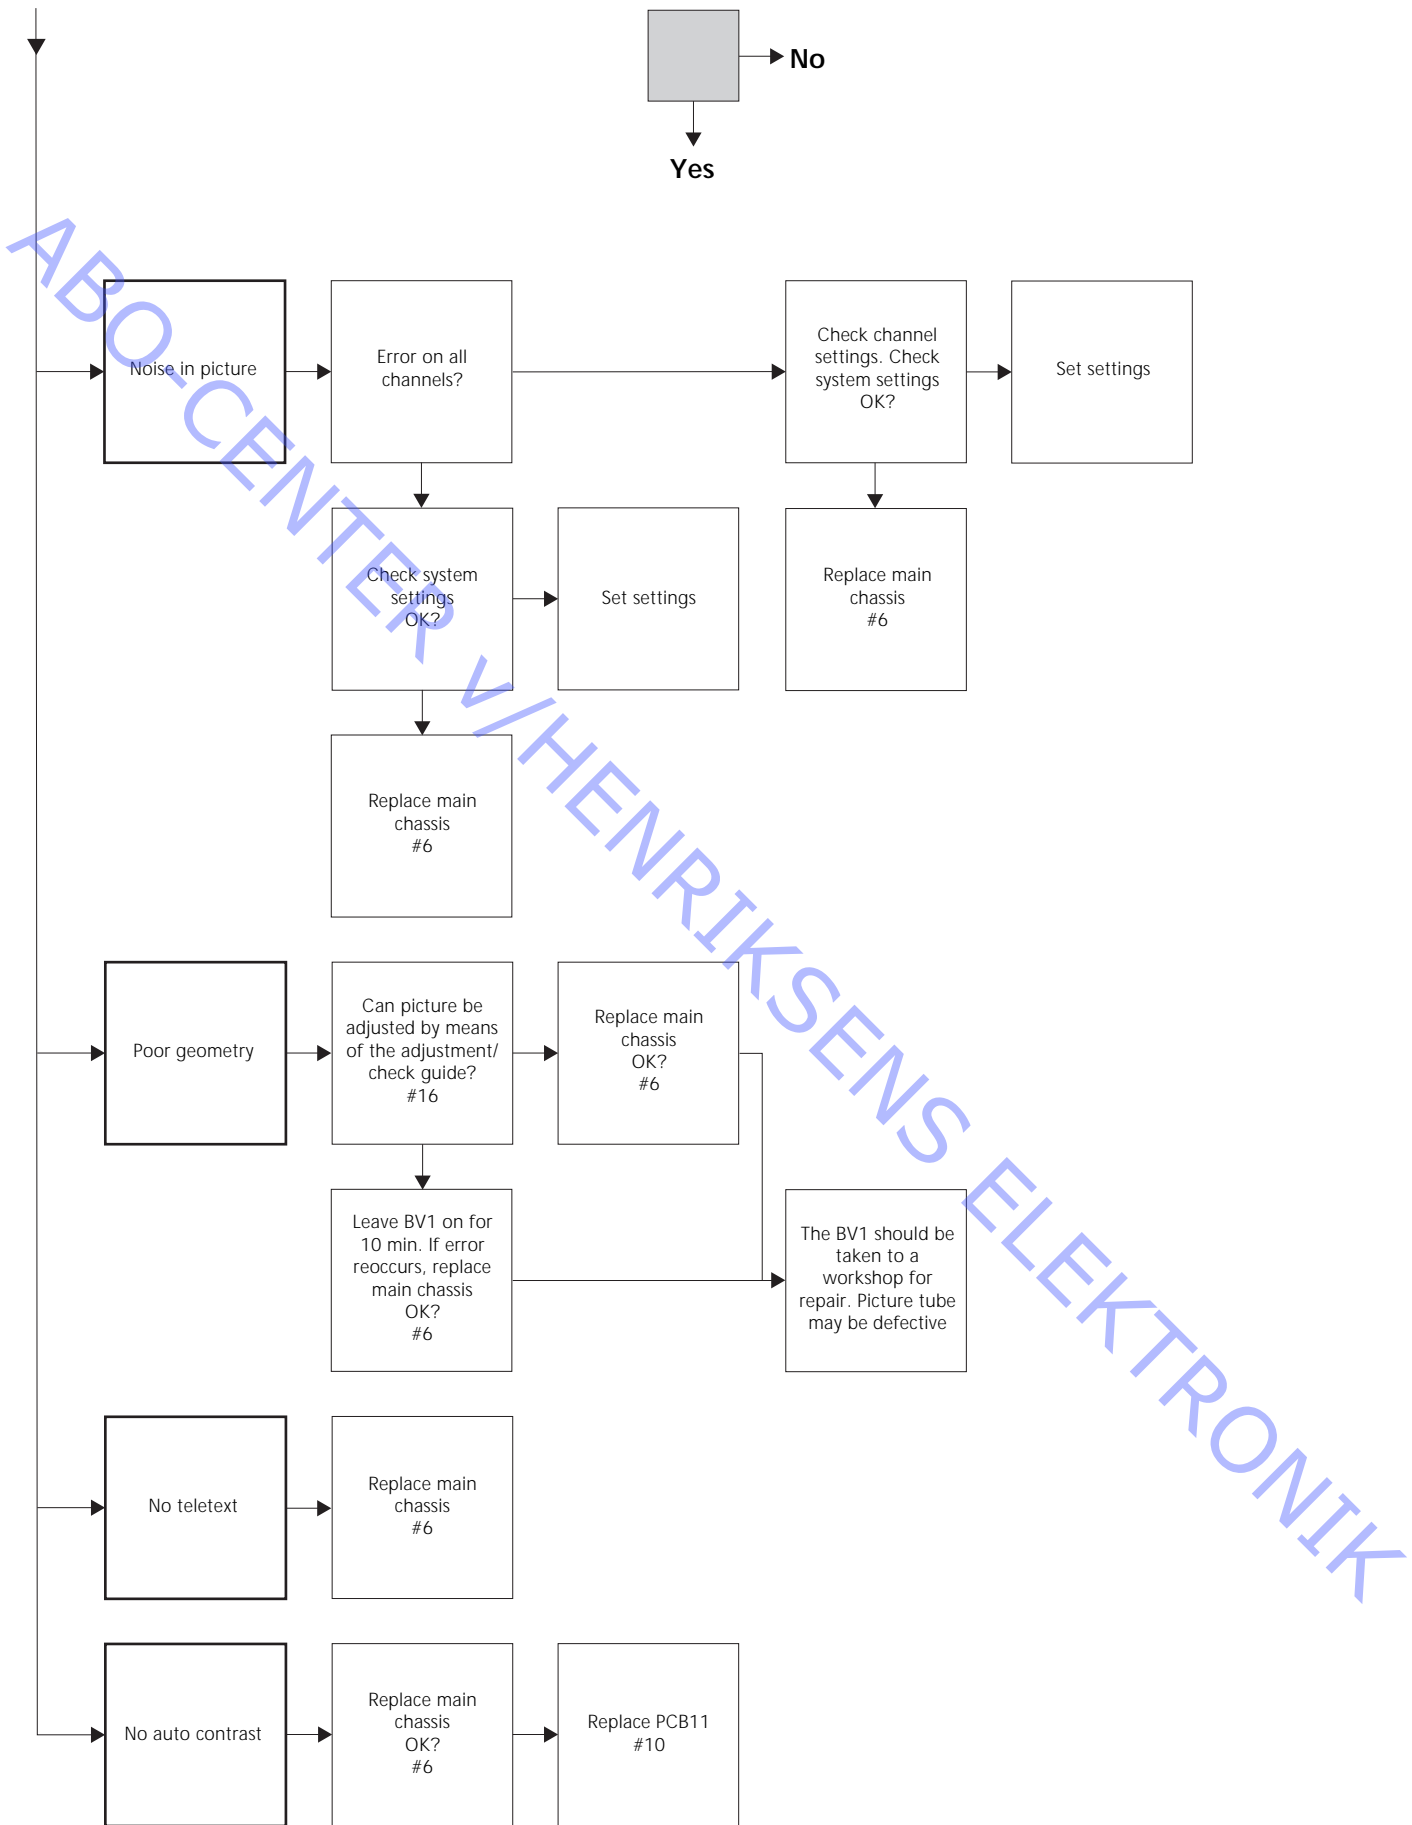 No
Yes
ABO-CENTER v/HENRIKSENS ELEKTRONIK
Noise in picture
Error on all
channels?
Check channel
settings. Check
system settings
OK?
Set settings
Check system
settings
OK?
Set settings
Replace main
chassis
#6
Replace main
chassis
#6
Poor geometry
Can picture be
adjusted by means
of the adjustment/
check guide?
#16
Replace main
chassis
OK?
#6
Leave BV1 on for
10 min. If error
reoccurs, replace
main chassis
OK?
#6
The BV1 should be
taken to a
workshop for
repair. Picture tube
may be defective
No teletext
Replace main
chassis
#6
No auto contrast
Replace main
chassis
OK?
#6
Replace PCB11
#10